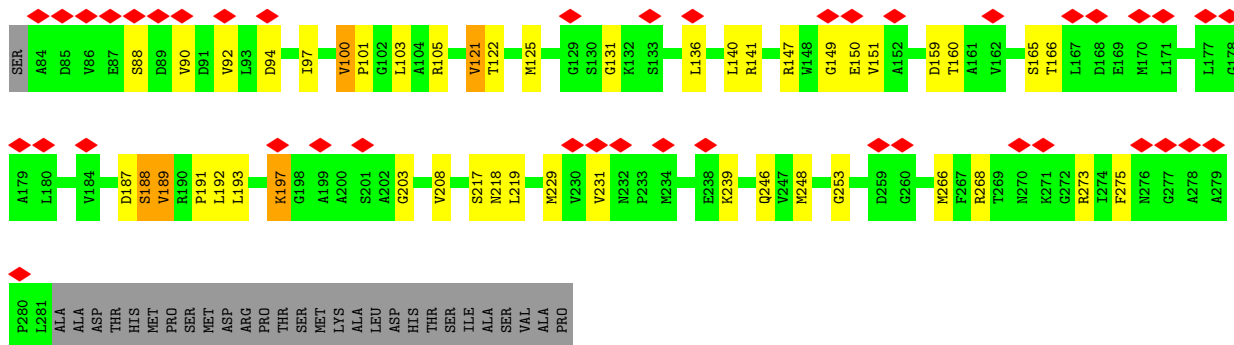 SER A84 D85 V86 E87 S88 D89 V90 D91 V92 L93 D94 I97 V100 P101 G102 L103 A104 R105 V121 T122 M125 G129 S130 G131 K132 S133 L136 L140 R141 R147 W148 G149 E150 V151 A152 D159 T160 A161 V162 S165 T166 L167 D168 E169 M170 L171 L177 G178
A179 L180 V184 D187 S188 V189 R190 P191 L192 L193 K197 G198 A199 A200 S201 A202 G203 V208 S217 N218 L219 M229 V230 V231 N232 P233 M234 E238 K239 Q246 V247 M248 G253 D259 G260 M266 F267 R268 T269 N270 K271 G272 R273 I274 F275 N276 G277 A278 A279
P280 L281 ALA ALA ASP THR HIS MET PRO SER MET ASP ARG PRO THR SER MET LYS ALA LEU ASP HIS THR SER ILE ALA SER VAL ALA PRO